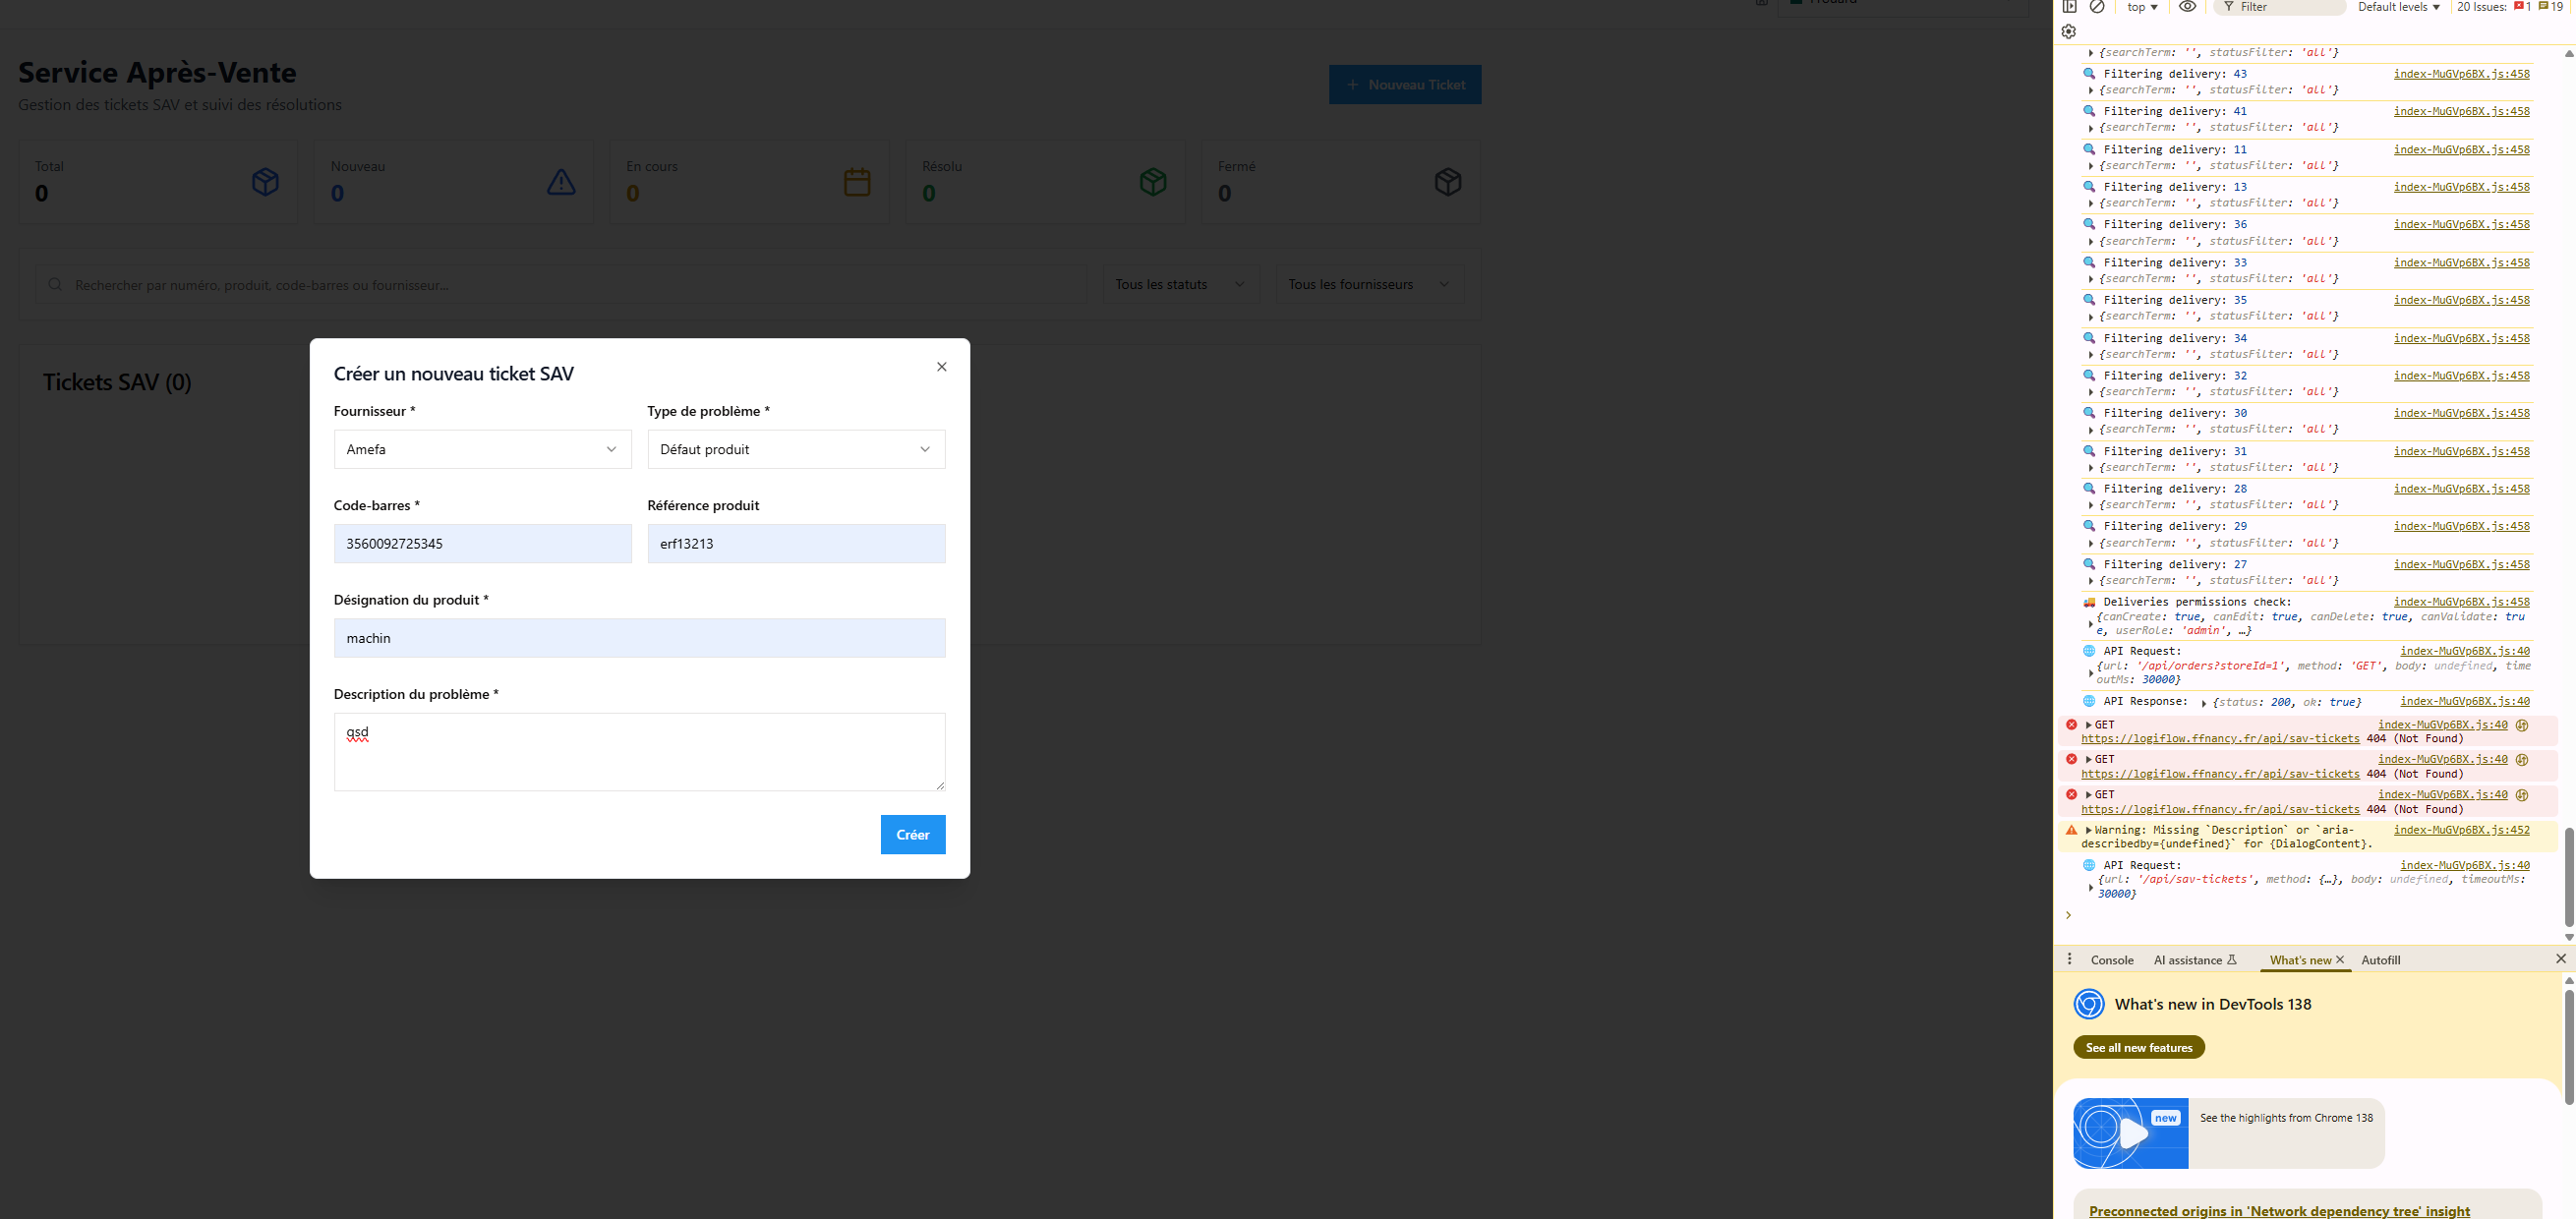 Service Après-Vente
Gestion des tickets SAV et suivi des résolutions
+ Nouveau Ticket
Total
0
Nouveau
0
En cours
0
Résolu
0
Fermé
0
Rechercher par numéro, produit, code-barres ou fournisseur...
Tous les statuts
Tous les fournisseurs
Tickets SAV (0)
Créer un nouveau ticket SAV
Fournisseur *
Type de problème *
Amefa
Défaut produit
Code-barres *
Référence produit
3560092725345
erf13213
Désignation du produit *
machin
Description du problème *
qsd
Créer
top
Filter
Default levels
20 Issues: 1 19
{searchTerm: '', statusFilter: 'all'}
Filtering delivery: 43 index-MuGVp6BX.js:458
{searchTerm: '', statusFilter: 'all'}
Filtering delivery: 41 index-MuGVp6BX.js:458
{searchTerm: '', statusFilter: 'all'}
Filtering delivery: 11 index-MuGVp6BX.js:458
{searchTerm: '', statusFilter: 'all'}
Filtering delivery: 13 index-MuGVp6BX.js:458
{searchTerm: '', statusFilter: 'all'}
Filtering delivery: 36 index-MuGVp6BX.js:458
{searchTerm: '', statusFilter: 'all'}
Filtering delivery: 33 index-MuGVp6BX.js:458
{searchTerm: '', statusFilter: 'all'}
Filtering delivery: 35 index-MuGVp6BX.js:458
{searchTerm: '', statusFilter: 'all'}
Filtering delivery: 34 index-MuGVp6BX.js:458
{searchTerm: '', statusFilter: 'all'}
Filtering delivery: 32 index-MuGVp6BX.js:458
{searchTerm: '', statusFilter: 'all'}
Filtering delivery: 30 index-MuGVp6BX.js:458
{searchTerm: '', statusFilter: 'all'}
Filtering delivery: 31 index-MuGVp6BX.js:458
{searchTerm: '', statusFilter: 'all'}
Filtering delivery: 28 index-MuGVp6BX.js:458
{searchTerm: '', statusFilter: 'all'}
Filtering delivery: 29 index-MuGVp6BX.js:458
{searchTerm: '', statusFilter: 'all'}
Filtering delivery: 27 index-MuGVp6BX.js:458
{searchTerm: '', statusFilter: 'all'}
Deliveries permissions check: index-MuGVp6BX.js:458
{canCreate: true, canEdit: true, canDelete: true, canValidate: tru
e, userRole: 'admin', …}
API Request: index-MuGVp6BX.js:40
{url: '/api/orders?storeId=1', method: 'GET', body: undefined, time
outMs: 30000}
API Response: {status: 200, ok: true} index-MuGVp6BX.js:40
GET index-MuGVp6BX.js:40
https://logiflow.ffnancy.fr/api/sav-tickets 404 (Not Found)
GET index-MuGVp6BX.js:40
https://logiflow.ffnancy.fr/api/sav-tickets 404 (Not Found)
GET index-MuGVp6BX.js:40
https://logiflow.ffnancy.fr/api/sav-tickets 404 (Not Found)
Warning: Missing `Description` or `aria- index-MuGVp6BX.js:452
describedby={undefined}` for {DialogContent}.
API Request: index-MuGVp6BX.js:40
{url: '/api/sav-tickets', method: {…}, body: undefined, timeoutMs:
30000}
Console
AI assistance
What's new
Autofill
What's new in DevTools 138
See all new features
new
See the highlights from Chrome 138
Preconnected origins in 'Network dependency tree' insight